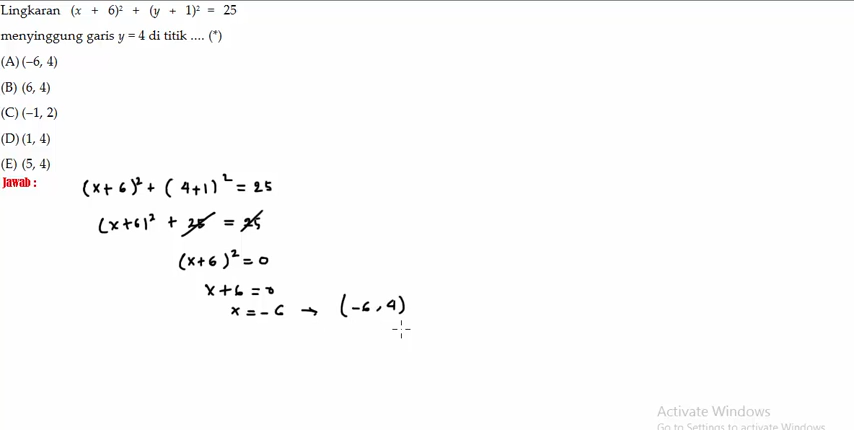 Lingkaran (x + 6)² + (y + 1)² = 25
menyinggung garis y = 4 di titik .... (*)
(A) (–6, 4)
(B) (6, 4)
(C) (–1, 2)
(D) (1, 4)
(E) (5, 4)
Jawab :
(x+6)² + (4+1)² = 25
(x+6)² + 25 = 25
(x+6)² = 0
x+6 = 0
x = -6 → (-6, 4)
Activate Windows
Go to Settings to activate Windows.